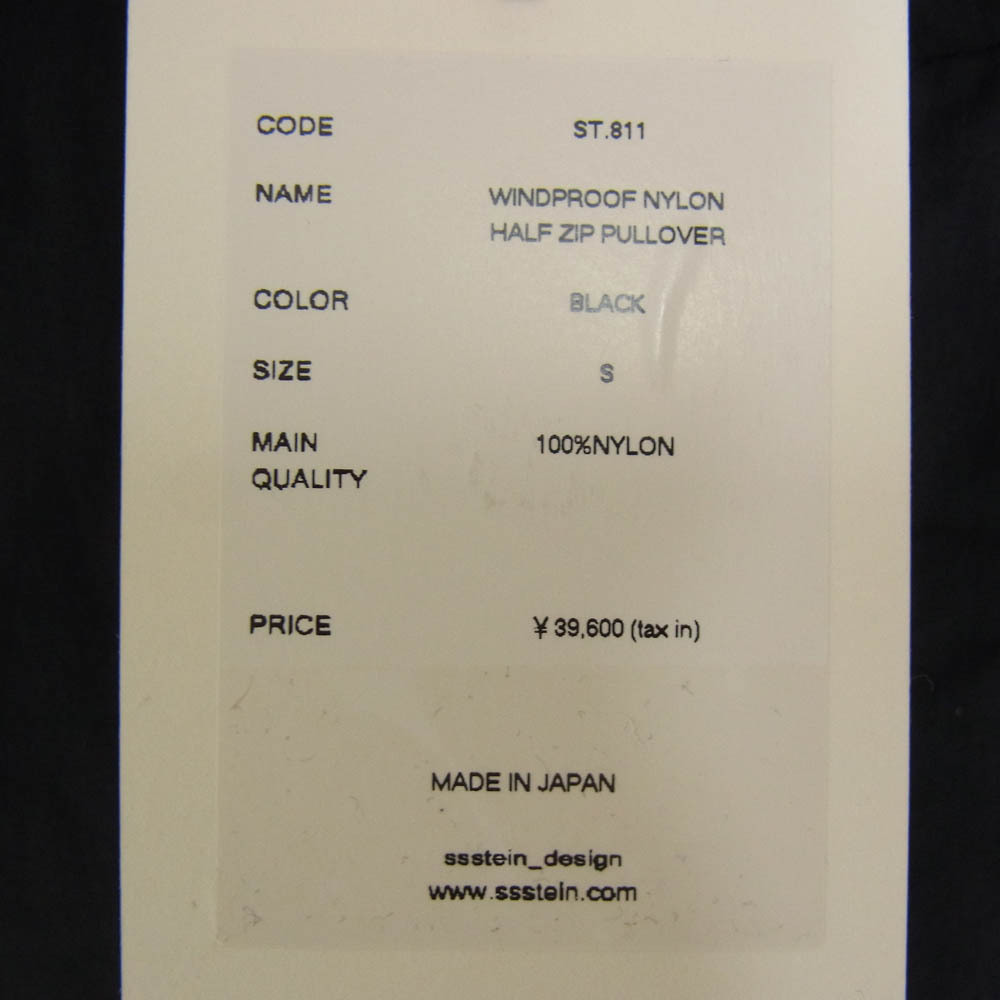 CODE ST.811
NAME WINDPROOF NYLON
HALF ZIP PULLOVER
COLOR BLACK
SIZE S
MAIN 100%NYLON
QUALITY
PRICE ¥39,600 (tax in)
MADE IN JAPAN
ssstein_design
www.ssstein.com